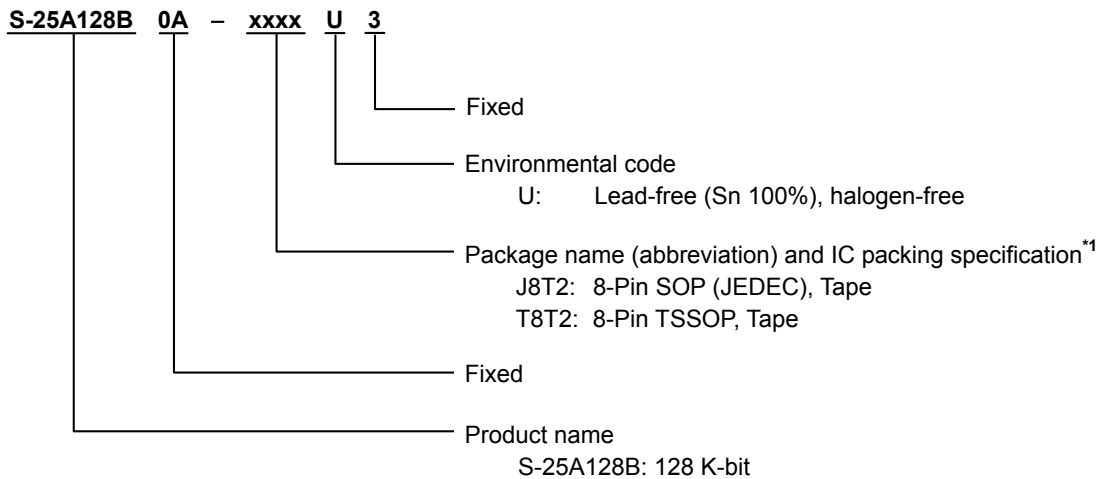 S-25A128B 0A – xxxx U 3
Fixed
Environmental code
U: Lead-free (Sn 100%), halogen-free
Package name (abbreviation) and IC packing specification*1
J8T2: 8-Pin SOP (JEDEC), Tape
T8T2: 8-Pin TSSOP, Tape
Fixed
Product name
S-25A128B: 128 K-bit